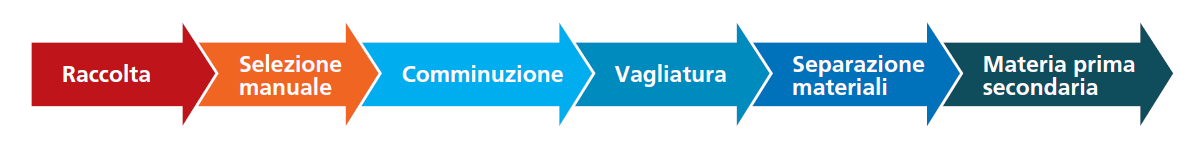 Raccolta
Selezione
manuale
Comminuzione
Vagliatura
Separazione
materiali
Materia prima
secondaria